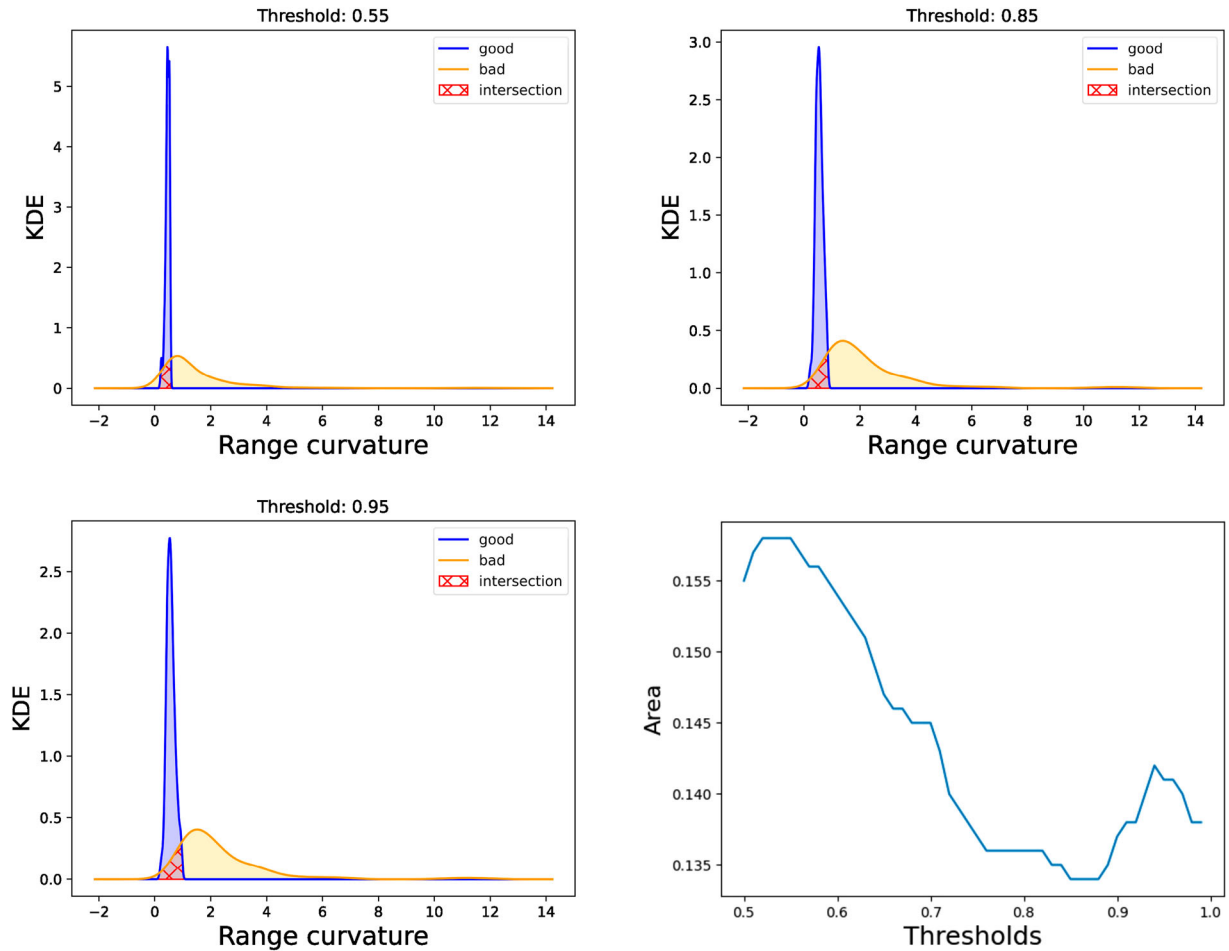 Threshold: 0.55
good
bad
intersection
5
4
3
2
1
0
KDE
−2 0 2 4 6 8 10 12 14
Range curvature
Threshold: 0.85
good
bad
intersection
3.0
2.5
2.0
1.5
1.0
0.5
0.0
KDE
−2 0 2 4 6 8 10 12 14
Range curvature
Threshold: 0.95
good
bad
intersection
2.5
2.0
1.5
1.0
0.5
0.0
KDE
−2 0 2 4 6 8 10 12 14
Range curvature
0.155
0.150
0.145
0.140
0.135
Area
0.5 0.6 0.7 0.8 0.9 1.0
Thresholds